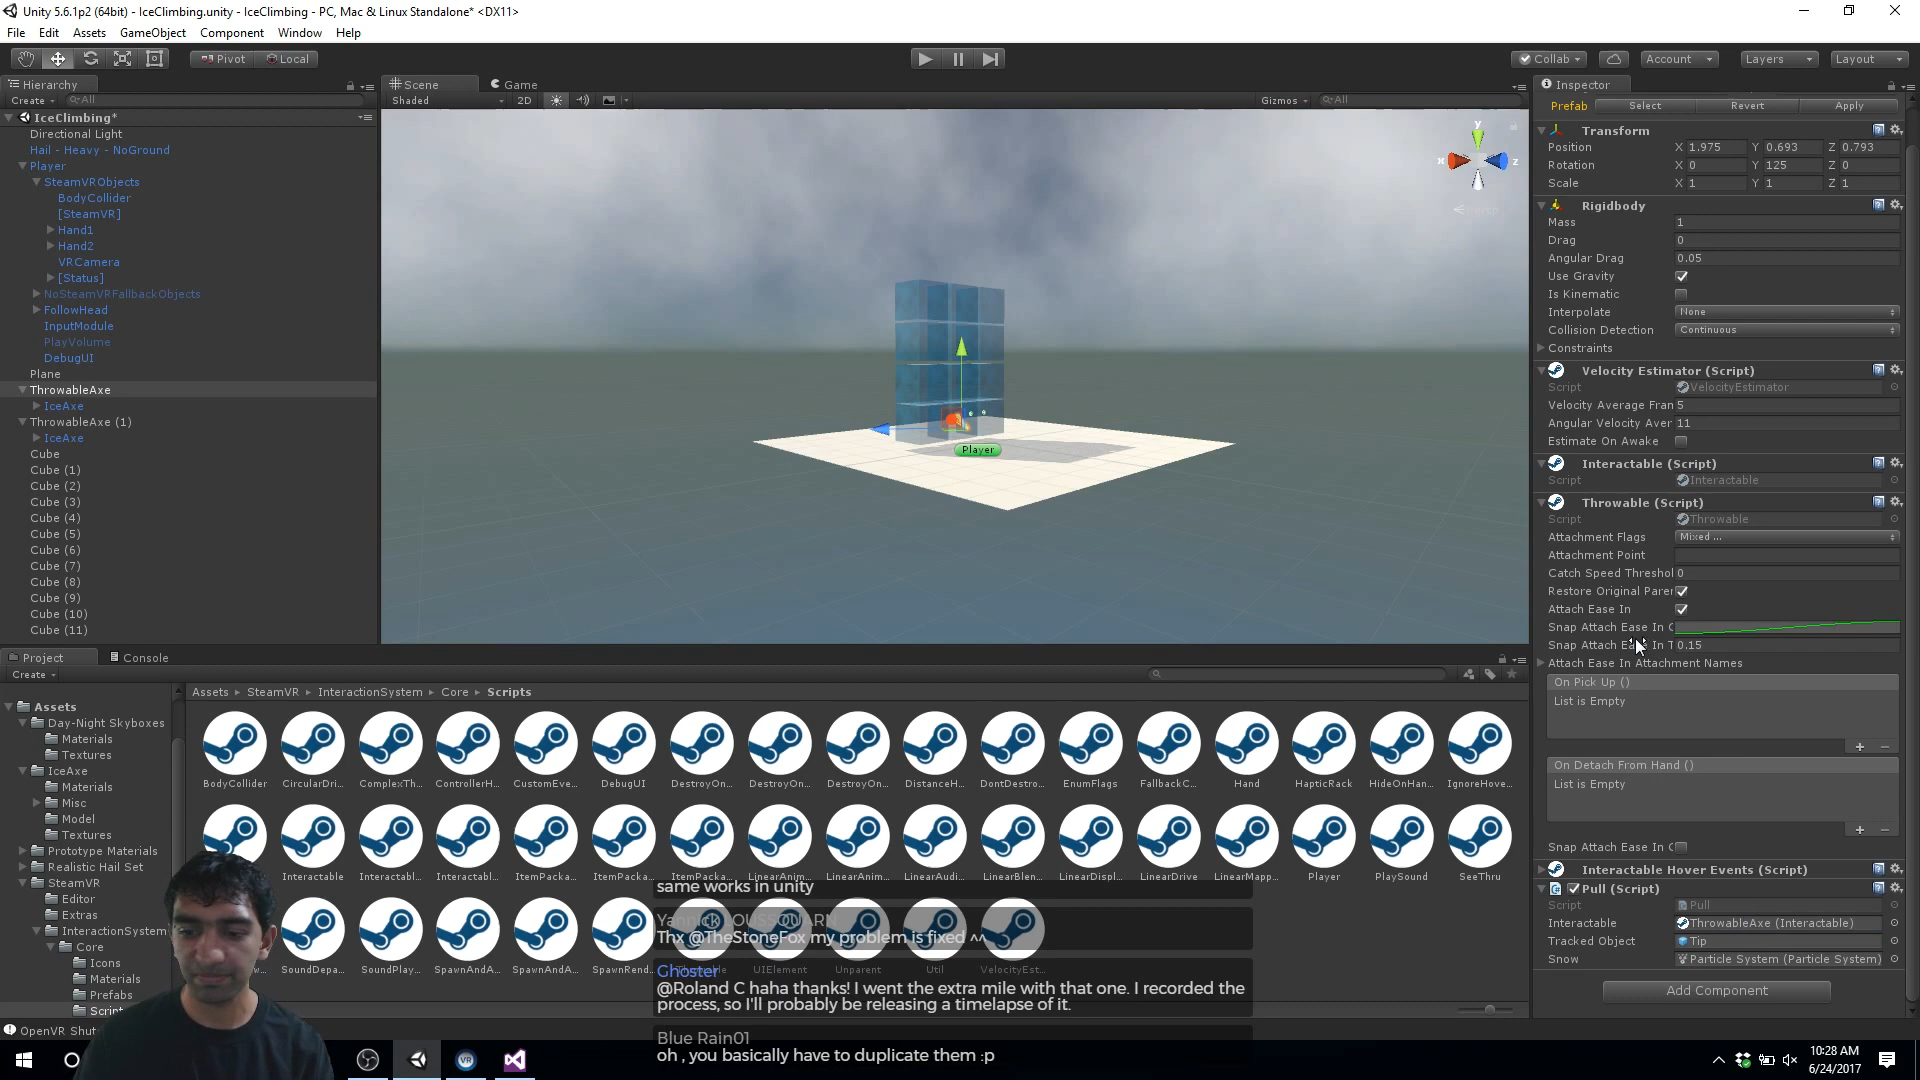 Unity 5.6.1p2 (64bit) - IceClimbing.unity - IceClimbing - PC, Mac & Linux Standalone* <DX11>
File Edit Assets GameObject Component Window Help
Pivot Local Collab Account Layers Layout
Hierarchy
Create All
IceClimbing*
Directional Light
Hail - Heavy - NoGround
Player
SteamVRObjects
BodyCollider
[SteamVR]
Hand1
Hand2
VRCamera
[Status]
NoSteamVRFallbackObjects
FollowHead
InputModule
PlayVolume
DebugUI
Plane
ThrowableAxe
IceAxe
ThrowableAxe (1)
IceAxe
Cube
Cube (1)
Cube (2)
Cube (3)
Cube (4)
Cube (5)
Cube (6)
Cube (7)
Cube (8)
Cube (9)
Cube (10)
Cube (11)
Scene Game
Shaded 2D Gizmos All
y
x z
Persp
Player
Inspector
Prefab Select Revert Apply
Transform
Position X 1.975 Y 0.693 Z 0.793
Rotation X 0 Y 125 Z 0
Scale X 1 Y 1 Z 1
Rigidbody
Mass 1
Drag 0
Angular Drag 0.05
Use Gravity
Is Kinematic
Interpolate None
Collision Detection Continuous
Constraints
Velocity Estimator (Script)
Script VelocityEstimator
Velocity Average Fran 5
Angular Velocity Aver 11
Estimate On Awake
Interactable (Script)
Script Interactable
Throwable (Script)
Script Throwable
Attachment Flags Mixed ...
Attachment Point
Catch Speed Threshol 0
Restore Original Parer
Attach Ease In
Snap Attach Ease In C
Snap Attach Ease In T 0.15
Attach Ease In Attachment Names
On Pick Up ()
List is Empty
On Detach From Hand ()
List is Empty
Snap Attach Ease In C
Interactable Hover Events (Script)
Pull (Script)
Script Pull
Interactable ThrowableAxe (Interactable)
Tracked Object Tip
Snow Particle System (Particle System)
Add Component
Project Console
Create
Assets
Day-Night Skyboxes
Materials
Textures
IceAxe
Materials
Misc
Model
Textures
Prototype Materials
Realistic Hail Set
SteamVR
Editor
Extras
InteractionSystem
Core
Icons
Materials
Prefabs
Script
Assets SteamVR InteractionSystem Core Scripts
BodyCollider CircularDri... ComplexTh... ControllerH... CustomEve... DebugUI DestroyOn... DestroyOn... DestroyOn... DistanceH... DontDestro... EnumFlags FallbackC... Hand HapticRack HideOnHan... IgnoreHove...
Interactable Interactabl... Interactabl... ItemPacka... ItemPacka... ItemPacka... LinearAnim... LinearAnim... LinearAudi... LinearBlen... LinearDispl... LinearDrive LinearMapp... Player PlaySound SeeThru
SoundDepa... SoundPlay... SpawnAndA... SpawnAndA... SpawnRend... UIElement Unparent Util VelocityEst...
same works in unity
Thx @TheStoneFox my problem is fixed ^^
Ghoster
@Roland C haha thanks! I went the extra mile with that one. I recorded the
process, so I'll probably be releasing a timelapse of it.
Blue Rain01
oh , you basically have to duplicate them :p
OpenVR Shut
10:28 AM
6/24/2017